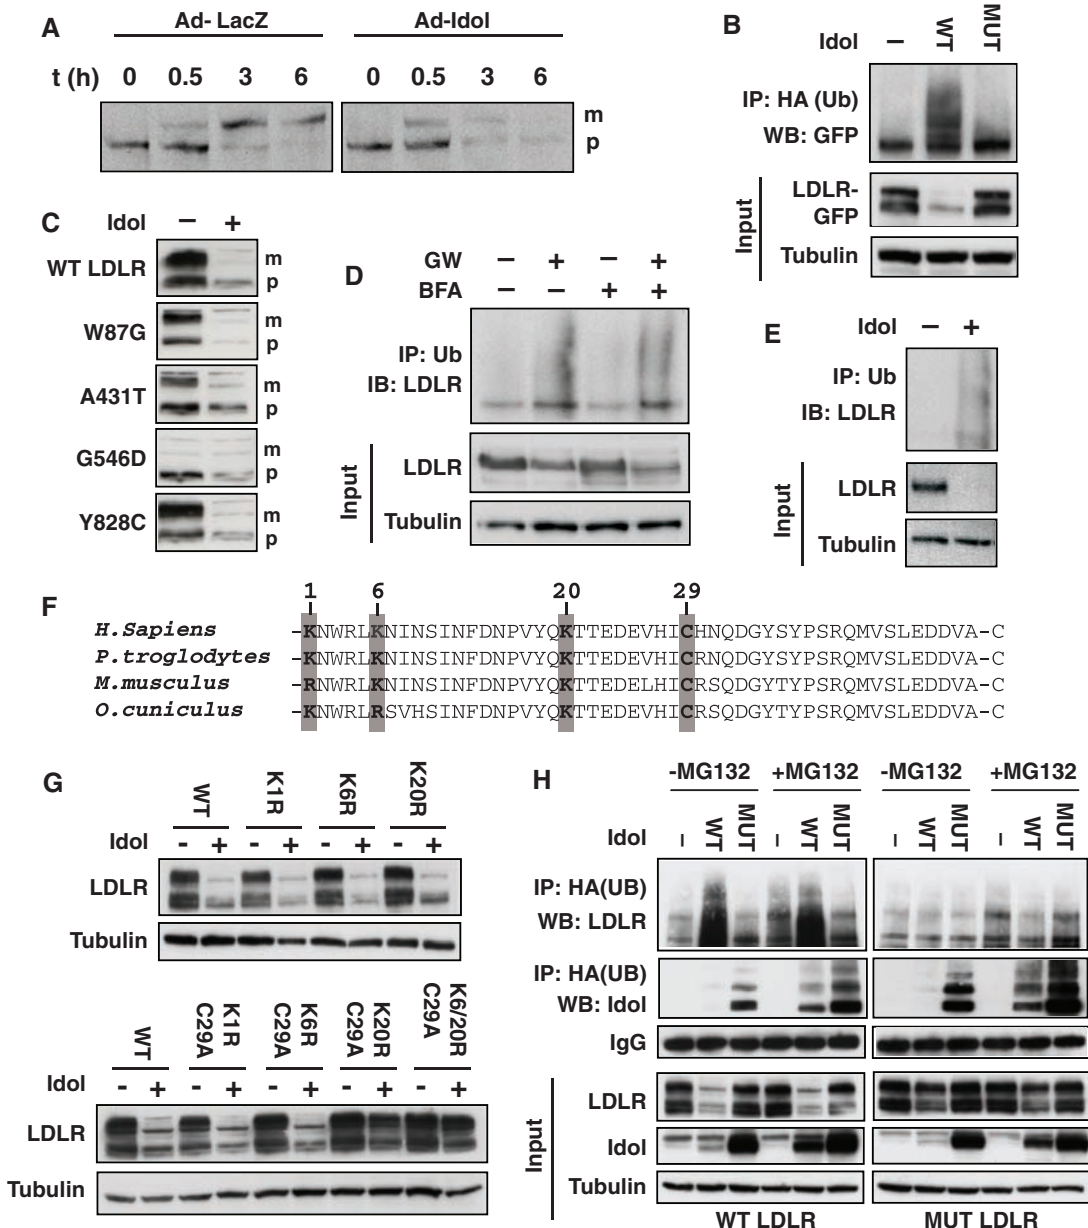 A
Ad- LacZ
Ad-Idol
t (h) 0 0.5 3 6 0 0.5 3 6
m
p
B
Idol – WT MUT
IP: HA (Ub)
WB: GFP
LDLR-
GFP
Tubulin
Input
C
Idol – +
WT LDLR
m
p
W87G
A431T
m
p
G546D
m
p
Y828C
m
p
D
GW – + – +
BFA – – + +
IP: Ub
IB: LDLR
LDLR
Tubulin
Input
E
Idol – +
IP: Ub
IB: LDLR
LDLR
Tubulin
Input
F
1 6 20 29
H.Sapiens -KNWRLKNINSINFDNPVYQKTTEDEVHICHNQDGYSYPSRQMVSLEDDVA-C
P.troglodytes -KNWRLKNINSINFDNPVYQKTTEDEVHICRNQDGYSYPSRQMVSLEDDVA-C
M.musculus -RNWRLKNINSINFDNPVYQKTTEDELHICRSQDGYTYPSRQMVSLEDDVA-C
O.cuniculus -KNWRLRSVHSINFDNPVYQKTTEDEVHICRSQDGYTYPSRQMVSLEDDVA-C
G
WT K1R K6R K20R
Idol - + - + - + - +
LDLR
Tubulin
WT K1R C29A K6R C29A K20R C29A K6/20R C29A
Idol - + - + - + - + - +
LDLR
Tubulin
H
-MG132 +MG132 -MG132 +MG132
Idol – WT MUT – WT MUT – WT MUT – WT MUT
IP: HA(UB)
WB: LDLR
IP: HA(UB)
WB: Idol
IgG
LDLR
Idol
Tubulin
Input
WT LDLR
MUT LDLR